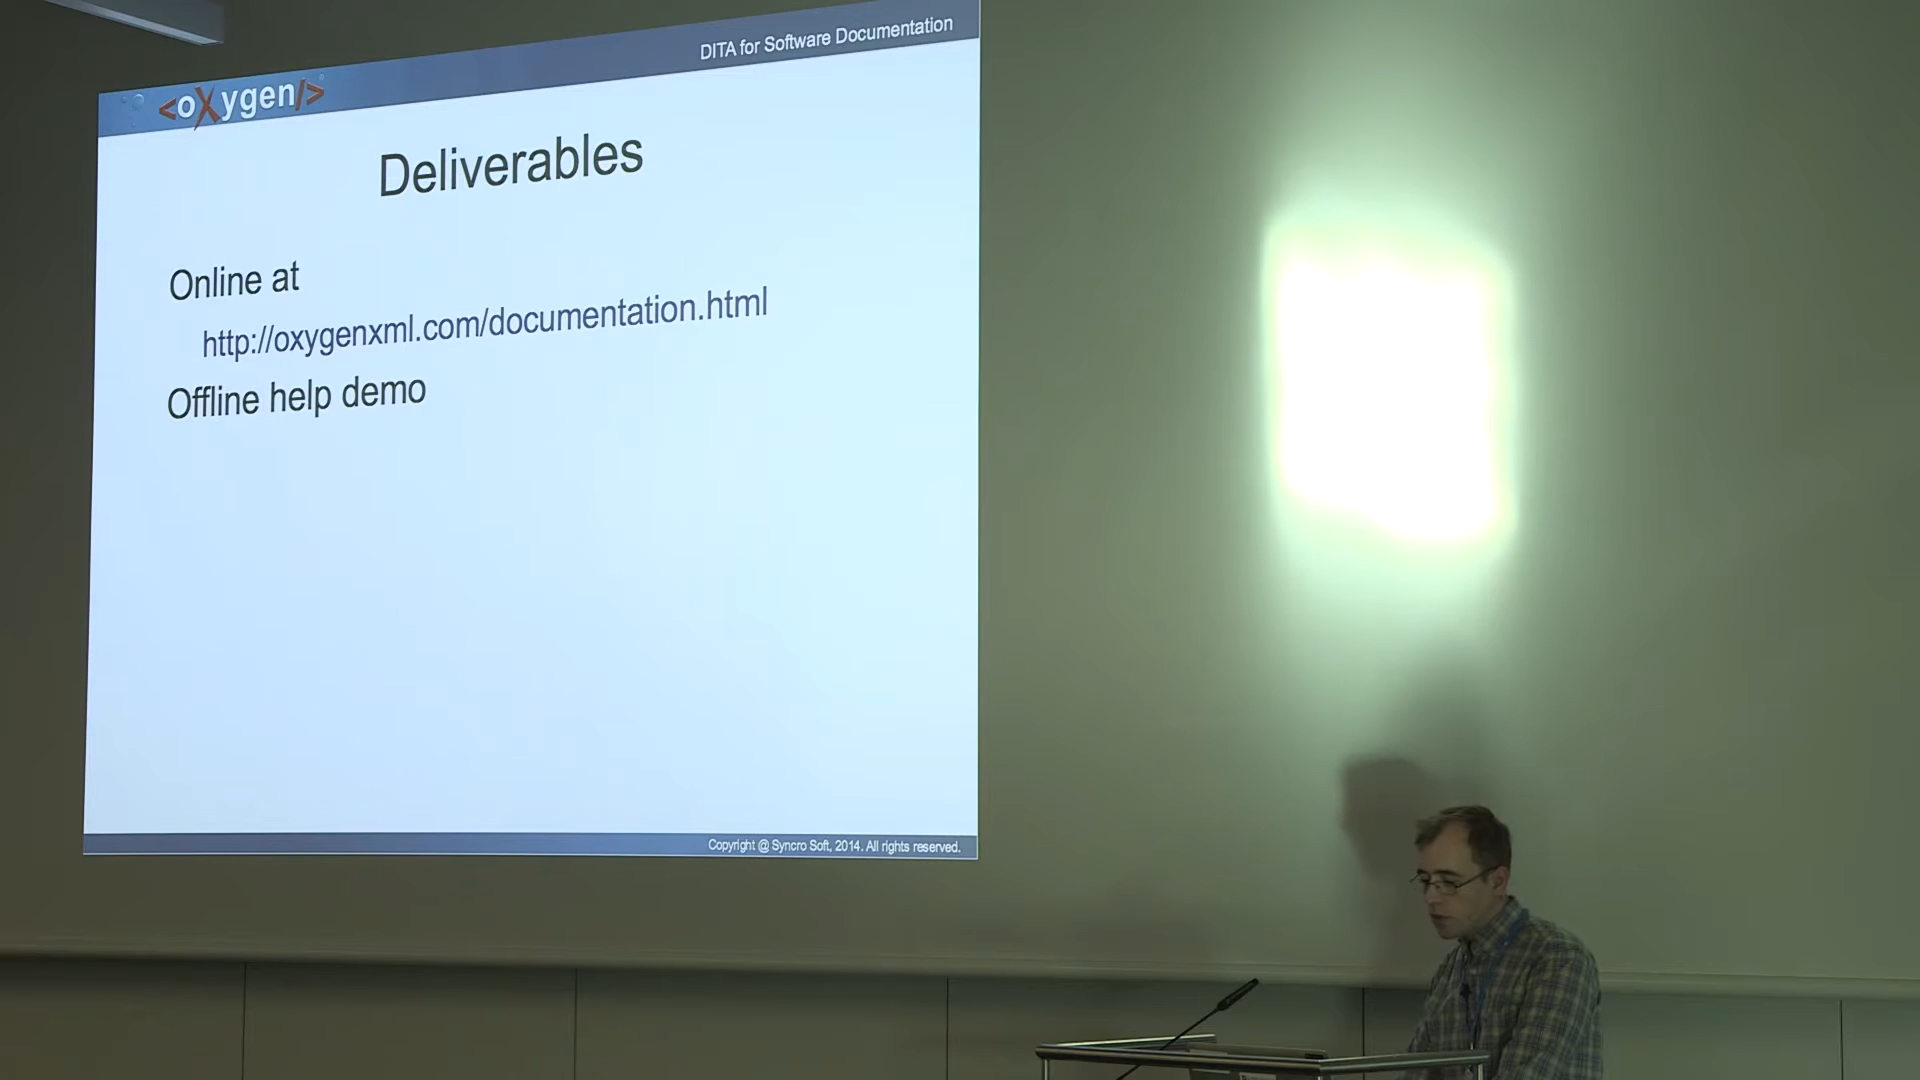 DITA for Software Documentation
<oXygen/>
Deliverables
Online at
http://oxygenxml.com/documentation.html
Offline help demo
Copyright @ Syncro Soft, 2014. All rights reserved.